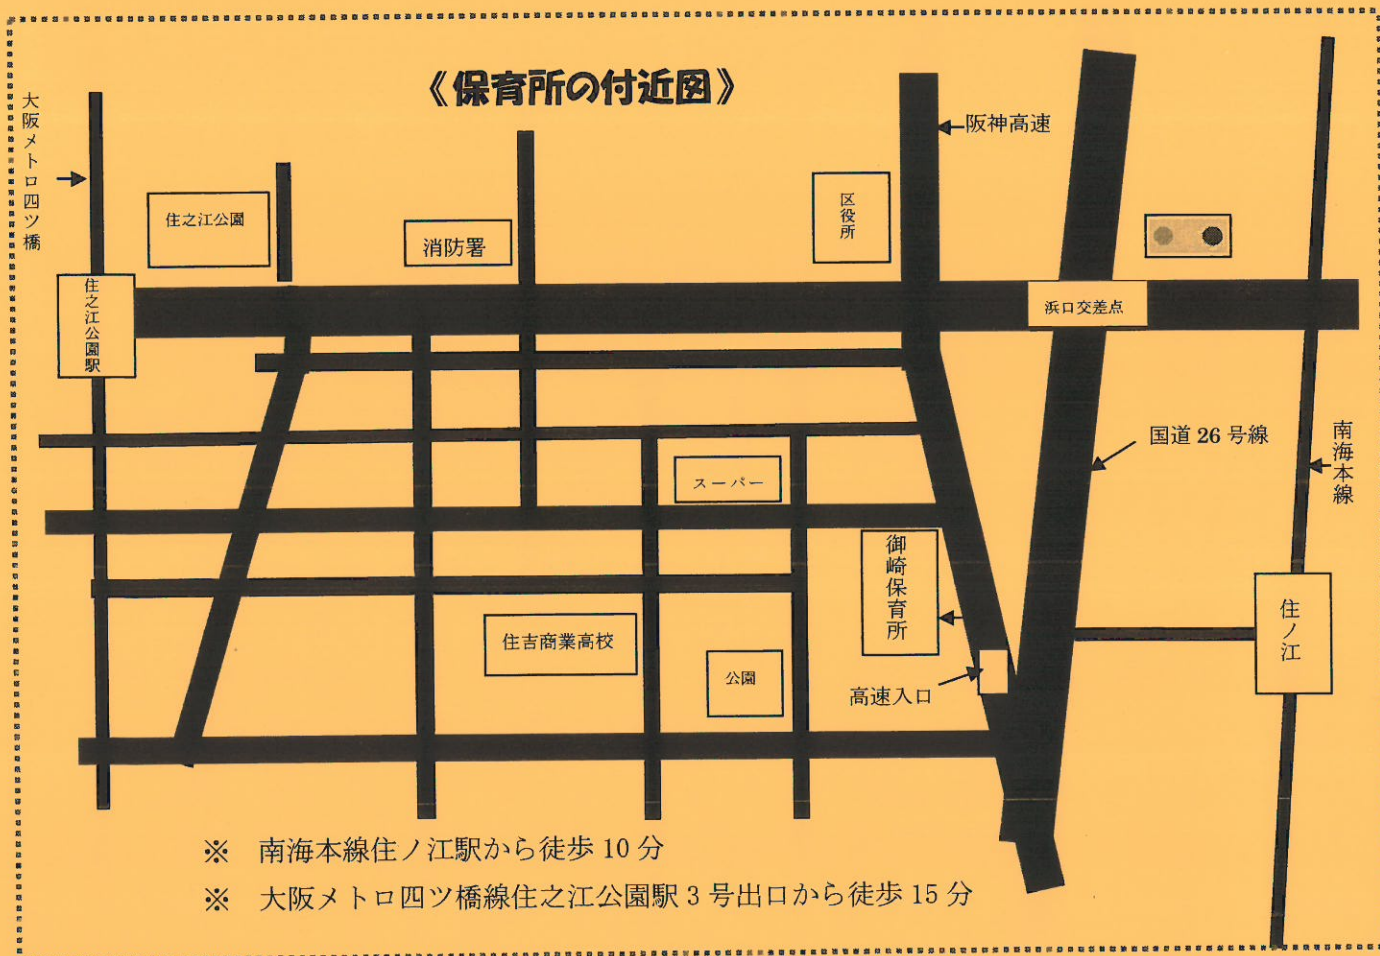 《保育所の付近図》
大阪メトロ四ツ橋
阪神高速
住之江公園
消防署
区役所
住之江公園駅
浜口交差点
国道 26 号線
南海本線
スーパー
御崎保育所
住吉商業高校
公園
高速入口
住ノ江
※ 南海本線住ノ江駅から徒歩 10 分
※ 大阪メトロ四ツ橋線住之江公園駅 3 号出口から徒歩 15 分